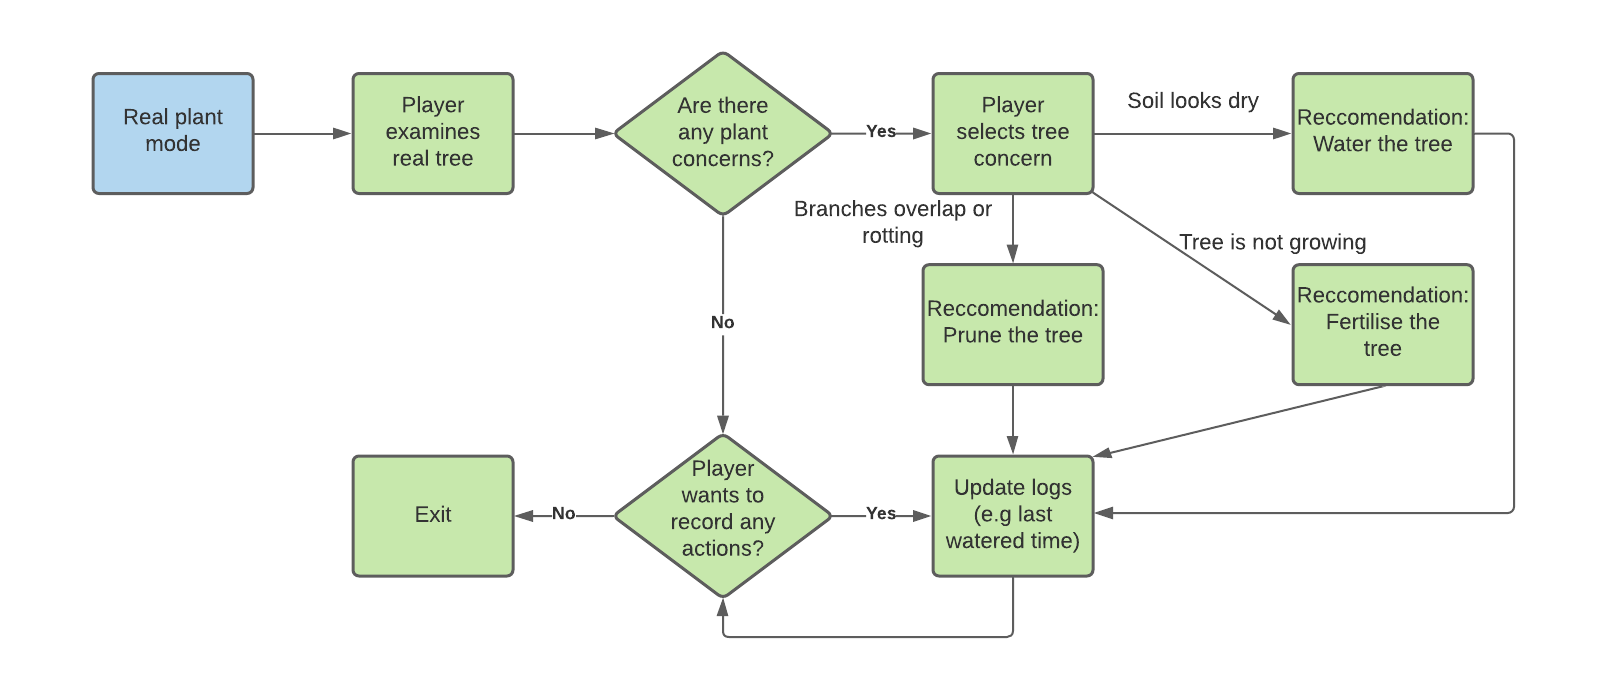 Real plant
mode
Player
examines
real tree
Are there
any plant
concerns?
Yes
Player
selects tree
concern
Soil looks dry
Reccomendation:
Water the tree
Branches overlap or
rotting
Tree is not growing
Reccomendation:
Prune the tree
Reccomendation:
Fertilise the
tree
No
Player
wants to
record any
actions?
No
Exit
Yes
Update logs
(e.g last
watered time)